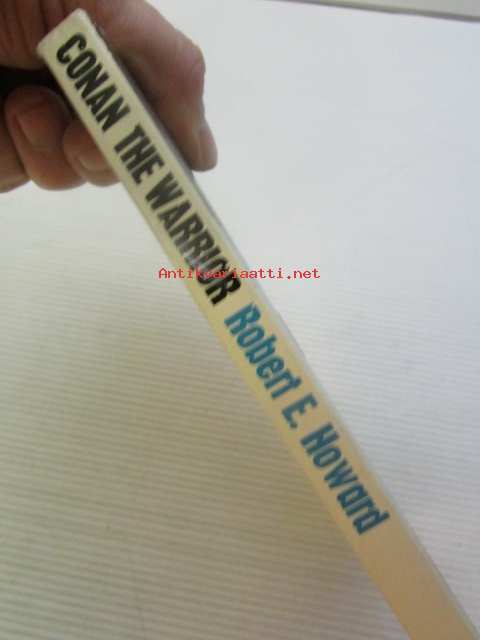 CONAN THE WARRIOR Robert E. Howard
Antikvariaatti.net